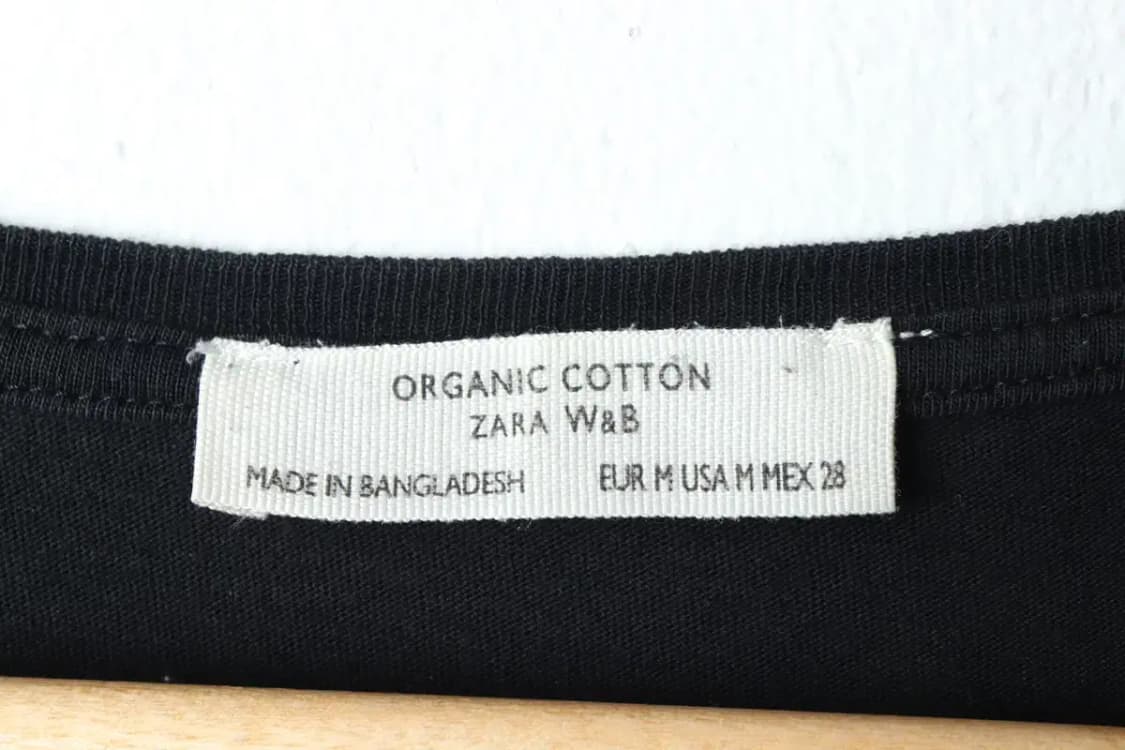 ORGANIC COTTON
ZARA W&B
MADE IN BANGLADESH EUR M USA M MEX 28